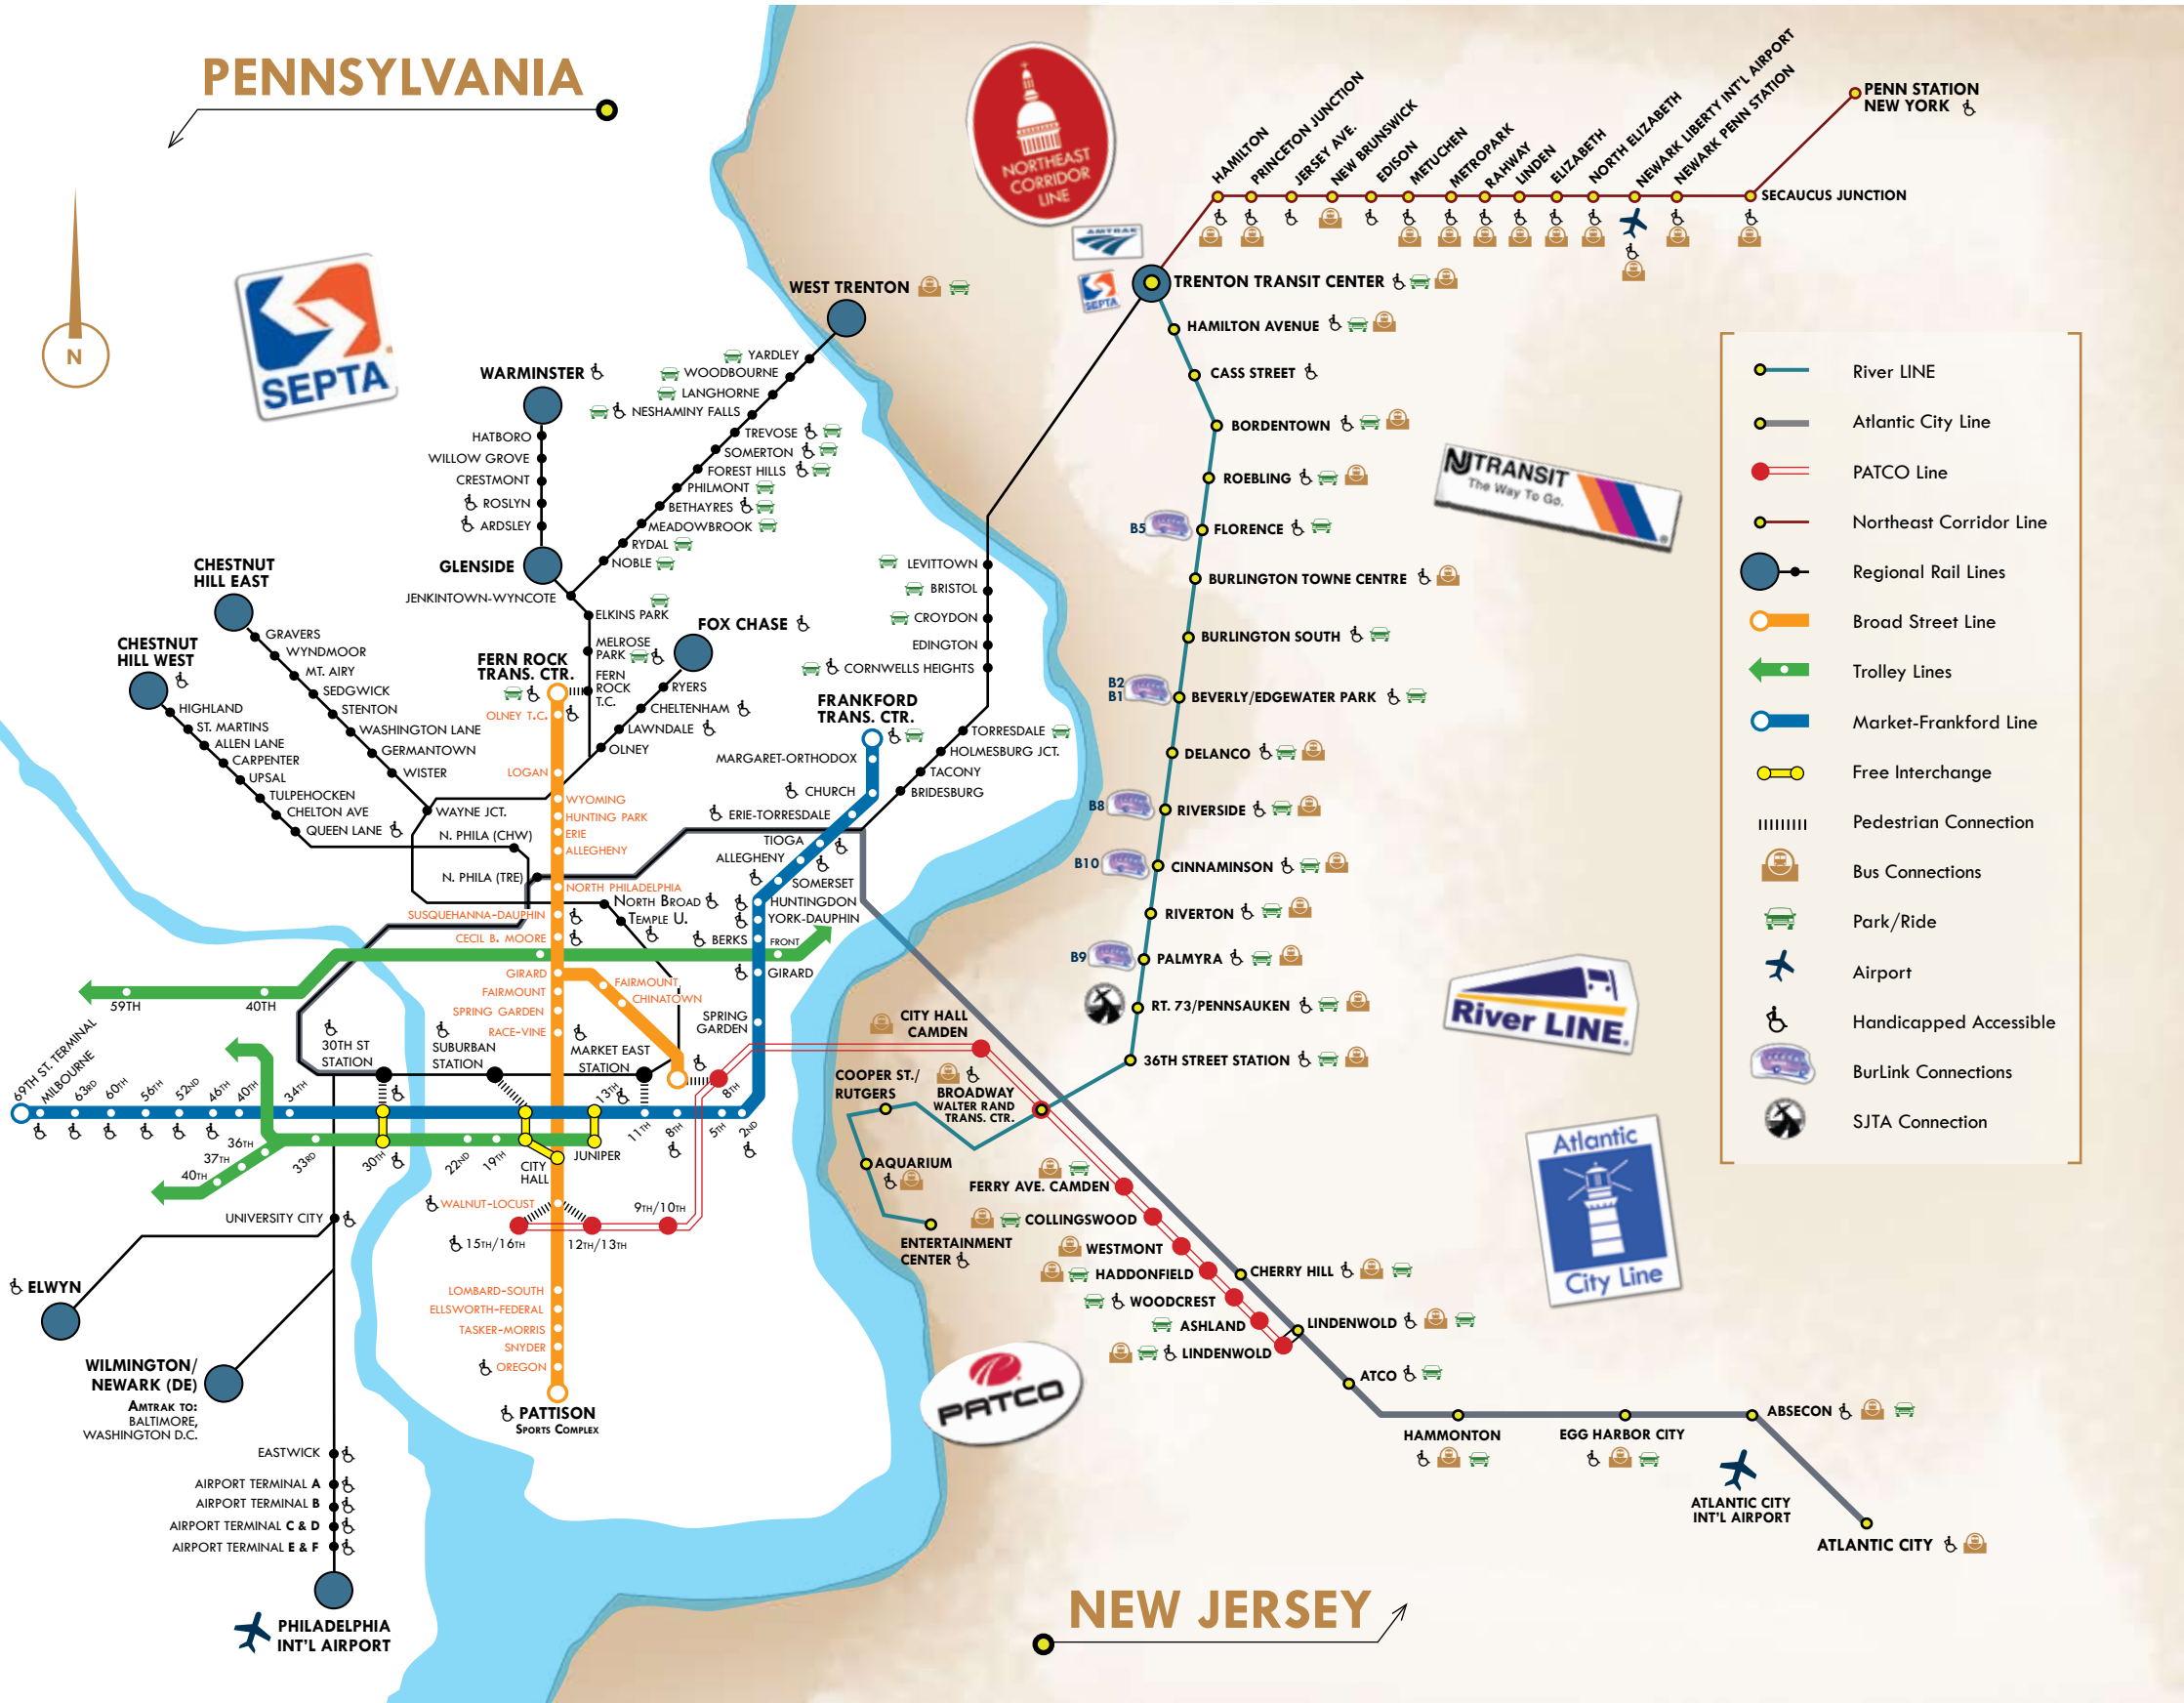 PENNSYLVANIA
N
SEPTA
NORTHEAST
CORRIDOR
LINE
AMTRAK
SEPTA
HAMILTON
PRINCETON JUNCTION
JERSEY AVE.
NEW BRUNSWICK
EDISON
METUCHEN
METROPARK
RAHWAY
LINDEN
ELIZABETH
NORTH ELIZABETH
NEWARK LIBERTY INT'L AIRPORT
NEWARK PENN STATION
SECAUCUS JUNCTION
PENN STATION
NEW YORK
TRENTON TRANSIT CENTER
HAMILTON AVENUE
CASS STREET
BORDENTOWN
ROEBLING
B5
FLORENCE
BURLINGTON TOWNE CENTRE
BURLINGTON SOUTH
B2
B1
BEVERLY/EDGEWATER PARK
DELANCO
B8
RIVERSIDE
B10
CINNAMINSON
RIVERTON
B9
PALMYRA
RT. 73/PENNSAUKEN
36TH STREET STATION
NJTRANSIT
The Way To Go.
River LINE
Atlantic City Line
PATCO Line
Northeast Corridor Line
Regional Rail Lines
Broad Street Line
Trolley Lines
Market-Frankford Line
Free Interchange
Pedestrian Connection
Bus Connections
Park/Ride
Airport
Handicapped Accessible
BurLink Connections
SJTA Connection
River LINE.
Atlantic
City Line
PATCO
WEST TRENTON
YARDLEY
WOODBOURNE
LANGHORNE
NESHAMINY FALLS
TREVOSE
SOMERTON
FOREST HILLS
PHILMONT
BETHAYRES
MEADOWBROOK
RYDAL
NOBLE
WARMINSTER
HATBORO
WILLOW GROVE
CRESTMONT
ROSLYN
ARDSLEY
GLENSIDE
JENKINTOWN-WYNCOTE
ELKINS PARK
MELROSE
PARK
FERN
ROCK
T.C.
FOX CHASE
RYERS
CHELTENHAM
LAWNDALE
OLNEY
CHESTNUT
HILL EAST
GRAVERS
WYNDMOOR
MT. AIRY
SEDGWICK
STENTON
WASHINGTON LANE
GERMANTOWN
WISTER
WAYNE JCT.
CHESTNUT
HILL WEST
HIGHLAND
ST. MARTINS
ALLEN LANE
CARPENTER
UPSAL
TULPEHOCKEN
CHELTON AVE
QUEEN LANE
N. PHILA (CHW)
N. PHILA (TRE)
NORTH BROAD
TEMPLE U.
LEVITTOWN
BRISTOL
CROYDON
EDINGTON
CORNWELLS HEIGHTS
TORRESDALE
HOLMESBURG JCT.
TACONY
BRIDESBURG
FERN ROCK
TRANS. CTR.
OLNEY T.C.
LOGAN
WYOMING
HUNTING PARK
ERIE
ALLEGHENY
NORTH PHILADELPHIA
SUSQUEHANNA-DAUPHIN
CECIL B. MOORE
GIRARD
FAIRMOUNT
SPRING GARDEN
RACE-VINE
FAIRMOUNT
CHINATOWN
FRANKFORD
TRANS. CTR.
MARGARET-ORTHODOX
CHURCH
ERIE-TORRESDALE
TIOGA
ALLEGHENY
SOMERSET
HUNTINGDON
YORK-DAUPHIN
BERKS
FRONT
GIRARD
SPRING
GARDEN
59TH
40TH
30TH ST
STATION
SUBURBAN
STATION
MARKET EAST
STATION
69TH ST. TERMINAL
MILBOURNE
63RD
60TH
56TH
52ND
46TH
40TH
34TH
13TH
11TH
8TH
5TH
2ND
8TH
36TH
37TH
40TH
33RD
30TH
22ND
19TH
CITY
HALL
JUNIPER
WALNUT-LOCUST
15TH/16TH
12TH/13TH
9TH/10TH
LOMBARD-SOUTH
ELLSWORTH-FEDERAL
TASKER-MORRIS
SNYDER
OREGON
PATTISON
SPORTS COMPLEX
UNIVERSITY CITY
ELWYN
WILMINGTON/
NEWARK (DE)
AMTRAK TO:
BALTIMORE,
WASHINGTON D.C.
EASTWICK
AIRPORT TERMINAL A
AIRPORT TERMINAL B
AIRPORT TERMINAL C & D
AIRPORT TERMINAL E & F
PHILADELPHIA
INT'L AIRPORT
CITY HALL
CAMDEN
COOPER ST./
RUTGERS
BROADWAY
WALTER RAND
TRANS. CTR.
AQUARIUM
ENTERTAINMENT
CENTER
FERRY AVE. CAMDEN
COLLINGSWOOD
WESTMONT
HADDONFIELD
WOODCREST
ASHLAND
LINDENWOLD
CHERRY HILL
LINDENWOLD
ATCO
HAMMONTON
EGG HARBOR CITY
ABSECON
ATLANTIC CITY
INT'L AIRPORT
ATLANTIC CITY
NEW JERSEY